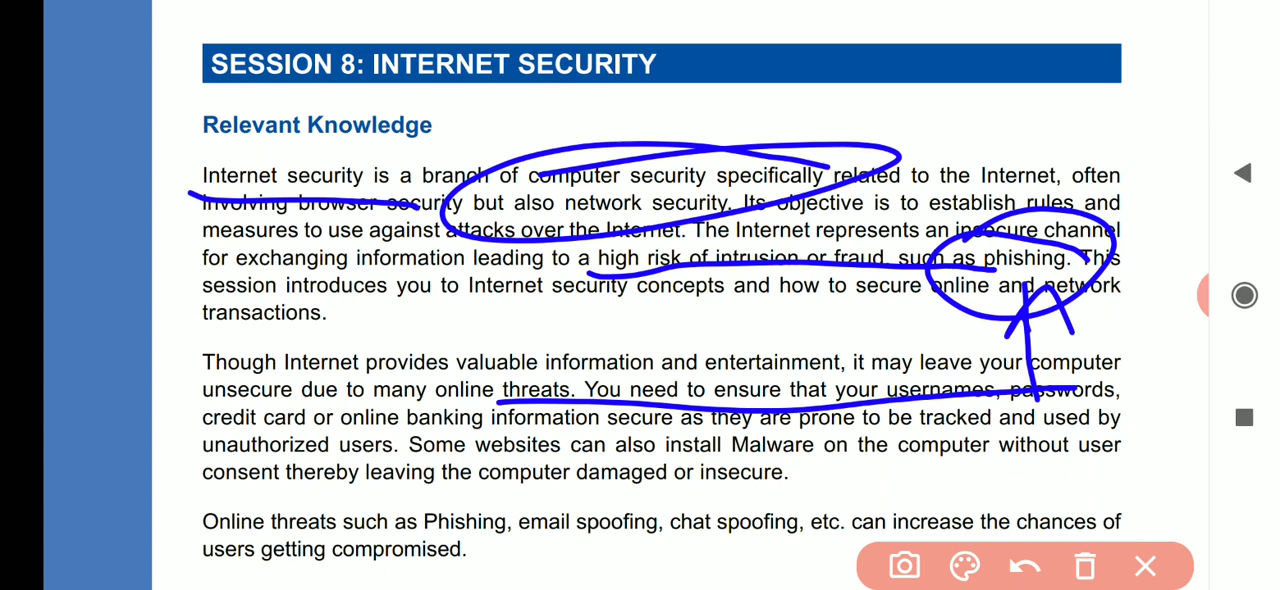 SESSION 8: INTERNET SECURITY
Relevant Knowledge
Internet security is a branch of computer security specifically related to the Internet, often
involving browser security but also network security. Its objective is to establish rules and
measures to use against attacks over the Internet. The Internet represents an insecure channel
for exchanging information leading to a high risk of intrusion or fraud, such as phishing. This
session introduces you to Internet security concepts and how to secure online and network
transactions.
Though Internet provides valuable information and entertainment, it may leave your computer
unsecure due to many online threats. You need to ensure that your usernames, passwords,
credit card or online banking information secure as they are prone to be tracked and used by
unauthorized users. Some websites can also install Malware on the computer without user
consent thereby leaving the computer damaged or insecure.
Online threats such as Phishing, email spoofing, chat spoofing, etc. can increase the chances of
users getting compromised.